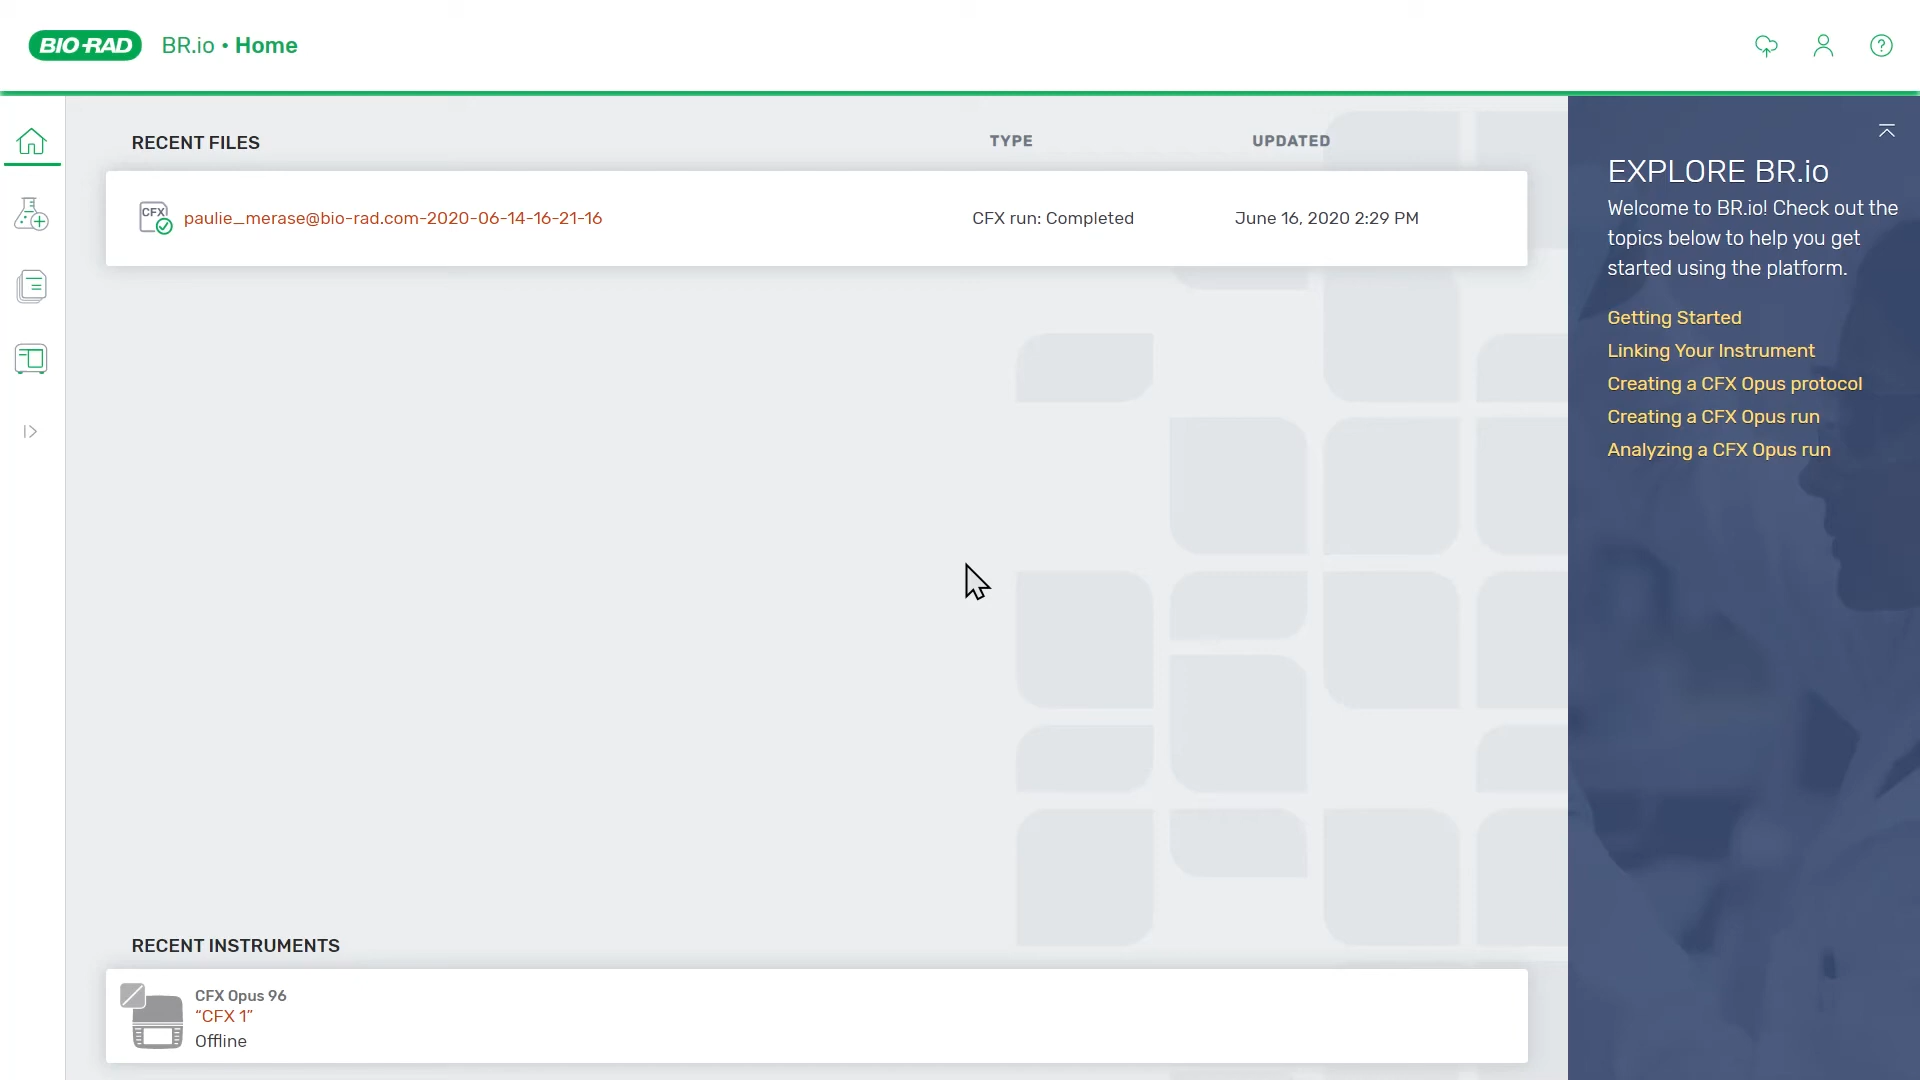 BIO-RAD BR.io • Home
RECENT FILES TYPE UPDATED
CFX paulie_merase@bio-rad.com-2020-06-14-16-21-16 CFX run: Completed June 16, 2020 2:29 PM
EXPLORE BR.io
Welcome to BR.io! Check out the
topics below to help you get
started using the platform.
Getting Started
Linking Your Instrument
Creating a CFX Opus protocol
Creating a CFX Opus run
Analyzing a CFX Opus run
RECENT INSTRUMENTS
CFX Opus 96
“CFX 1”
Offline